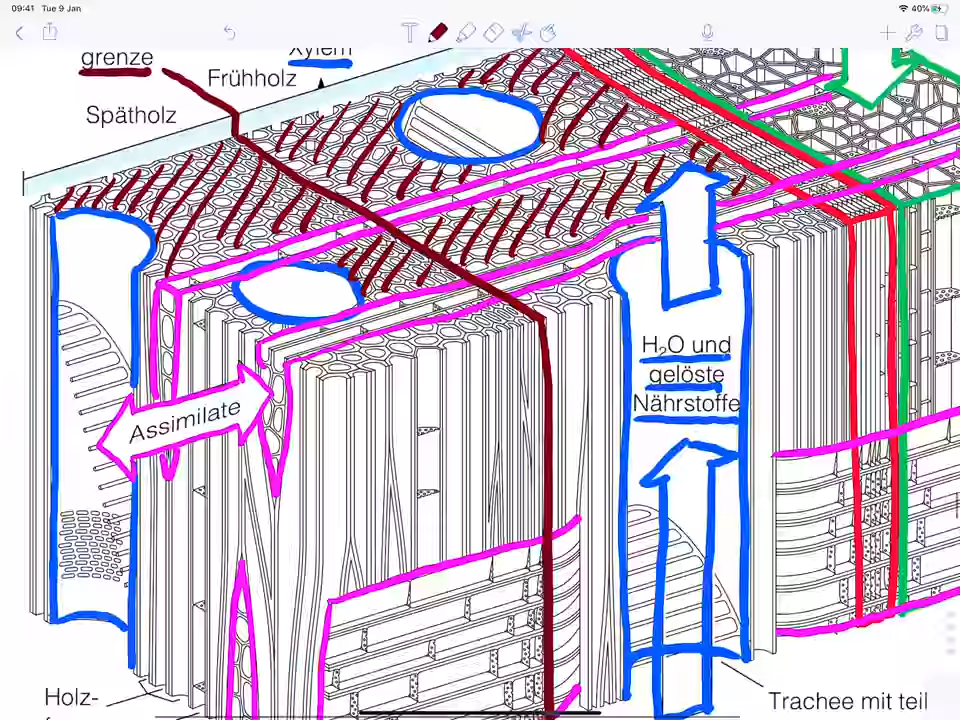 09:41 Tue 9 Jan
40%
grenze
Xylem
Frühholz
Spätholz
H₂O und
gelöste
Nährstoffe
Assimilate
Holz-
Trachee mit teil